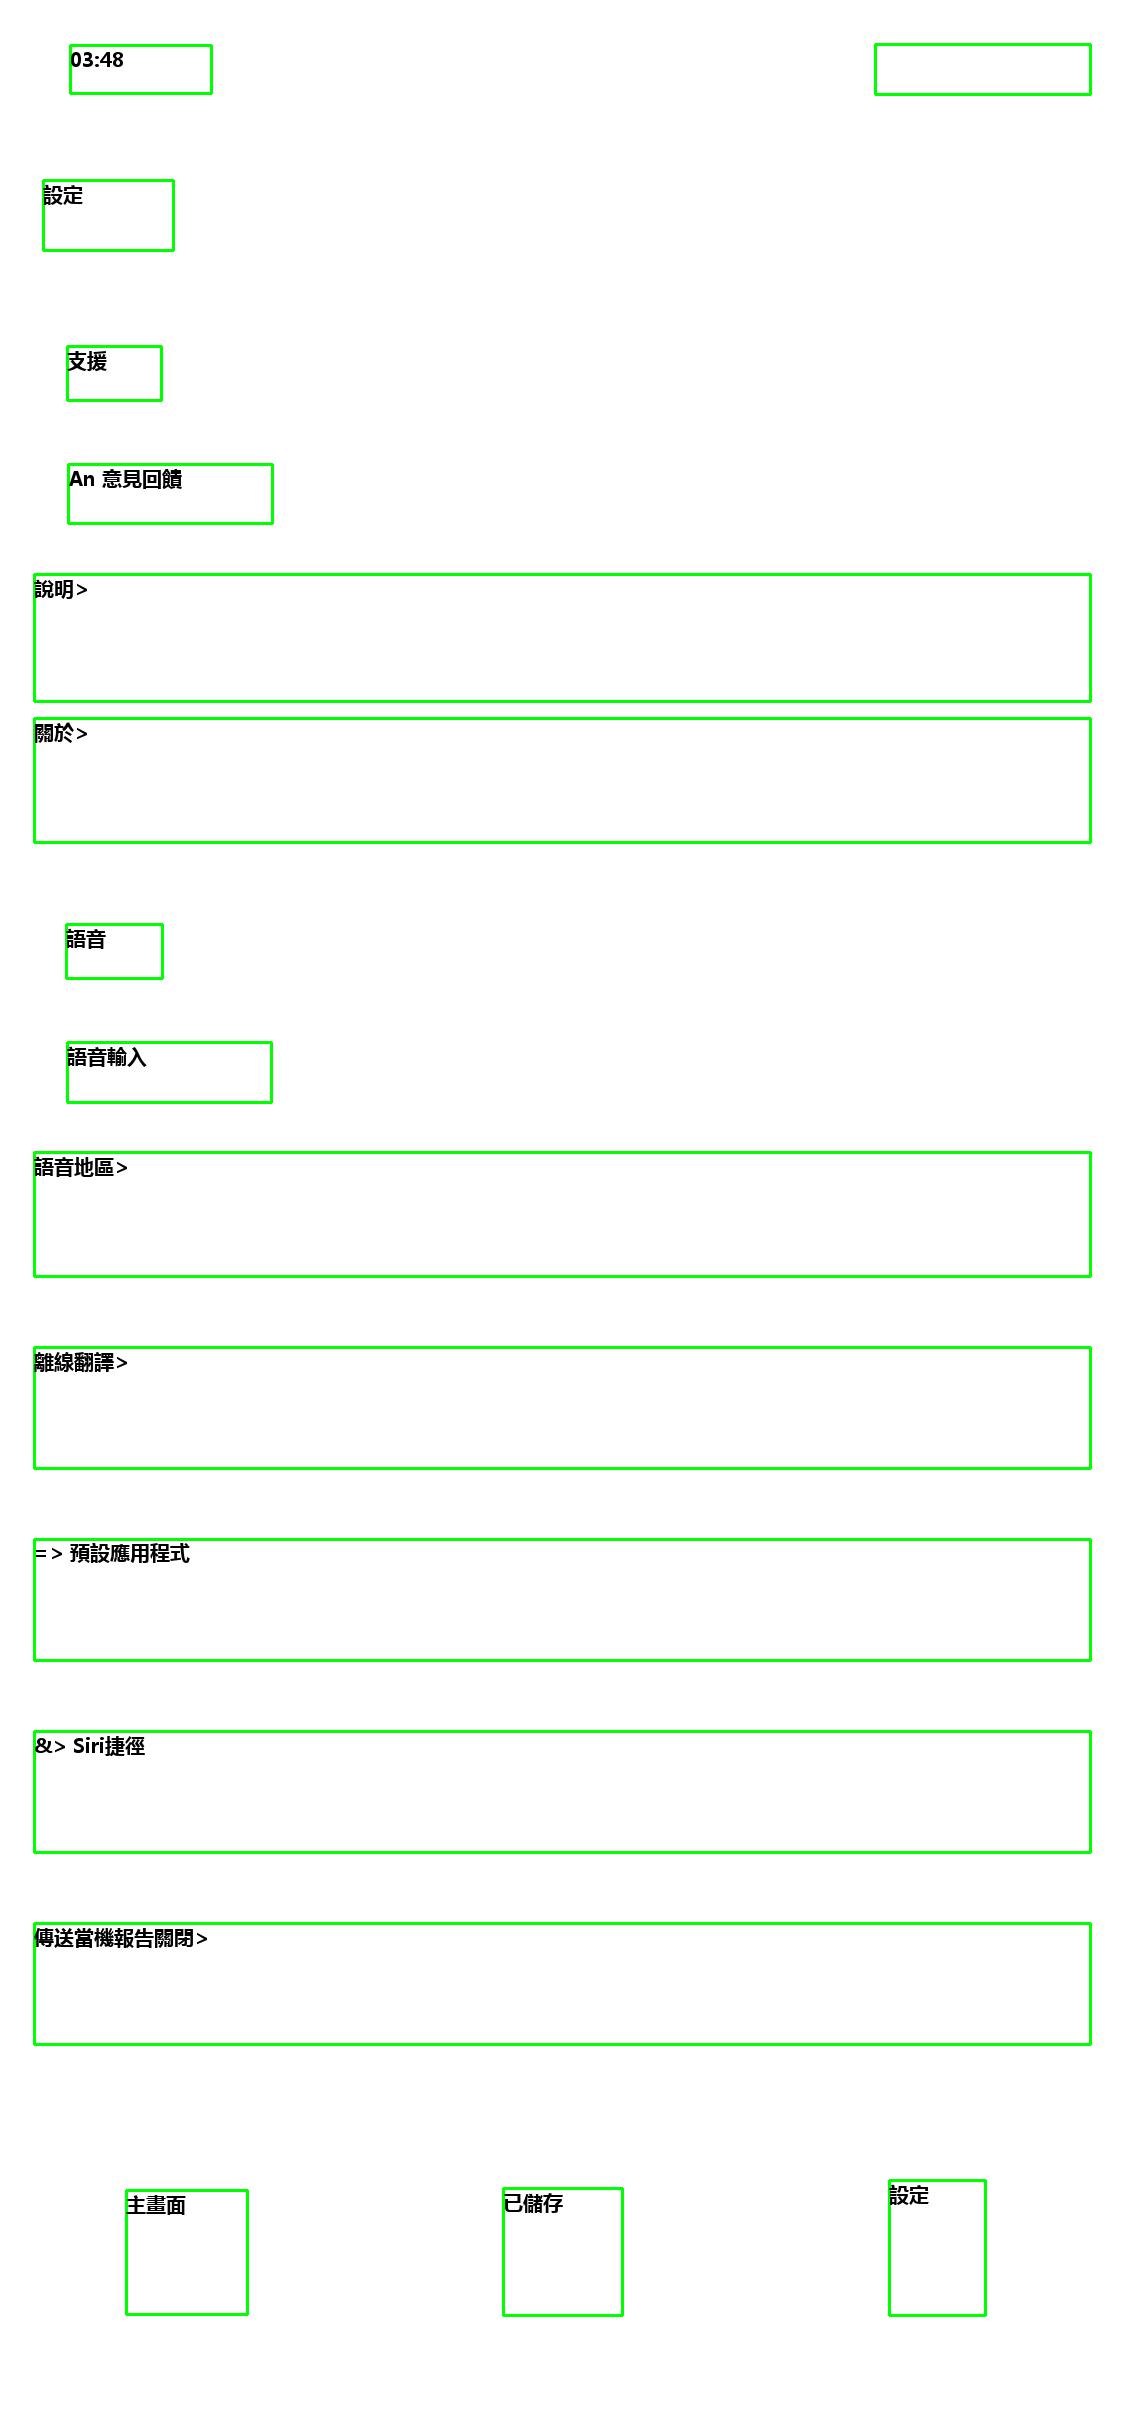 03:48
設定
支援
An 意見回饋
說明>
關於>
語音
語音輸入
語音地區>
離線翻譯>
=> 預設應用程式
&> Siri捷徑
傳送當機報告關閉>
主畫面
已儲存
設定